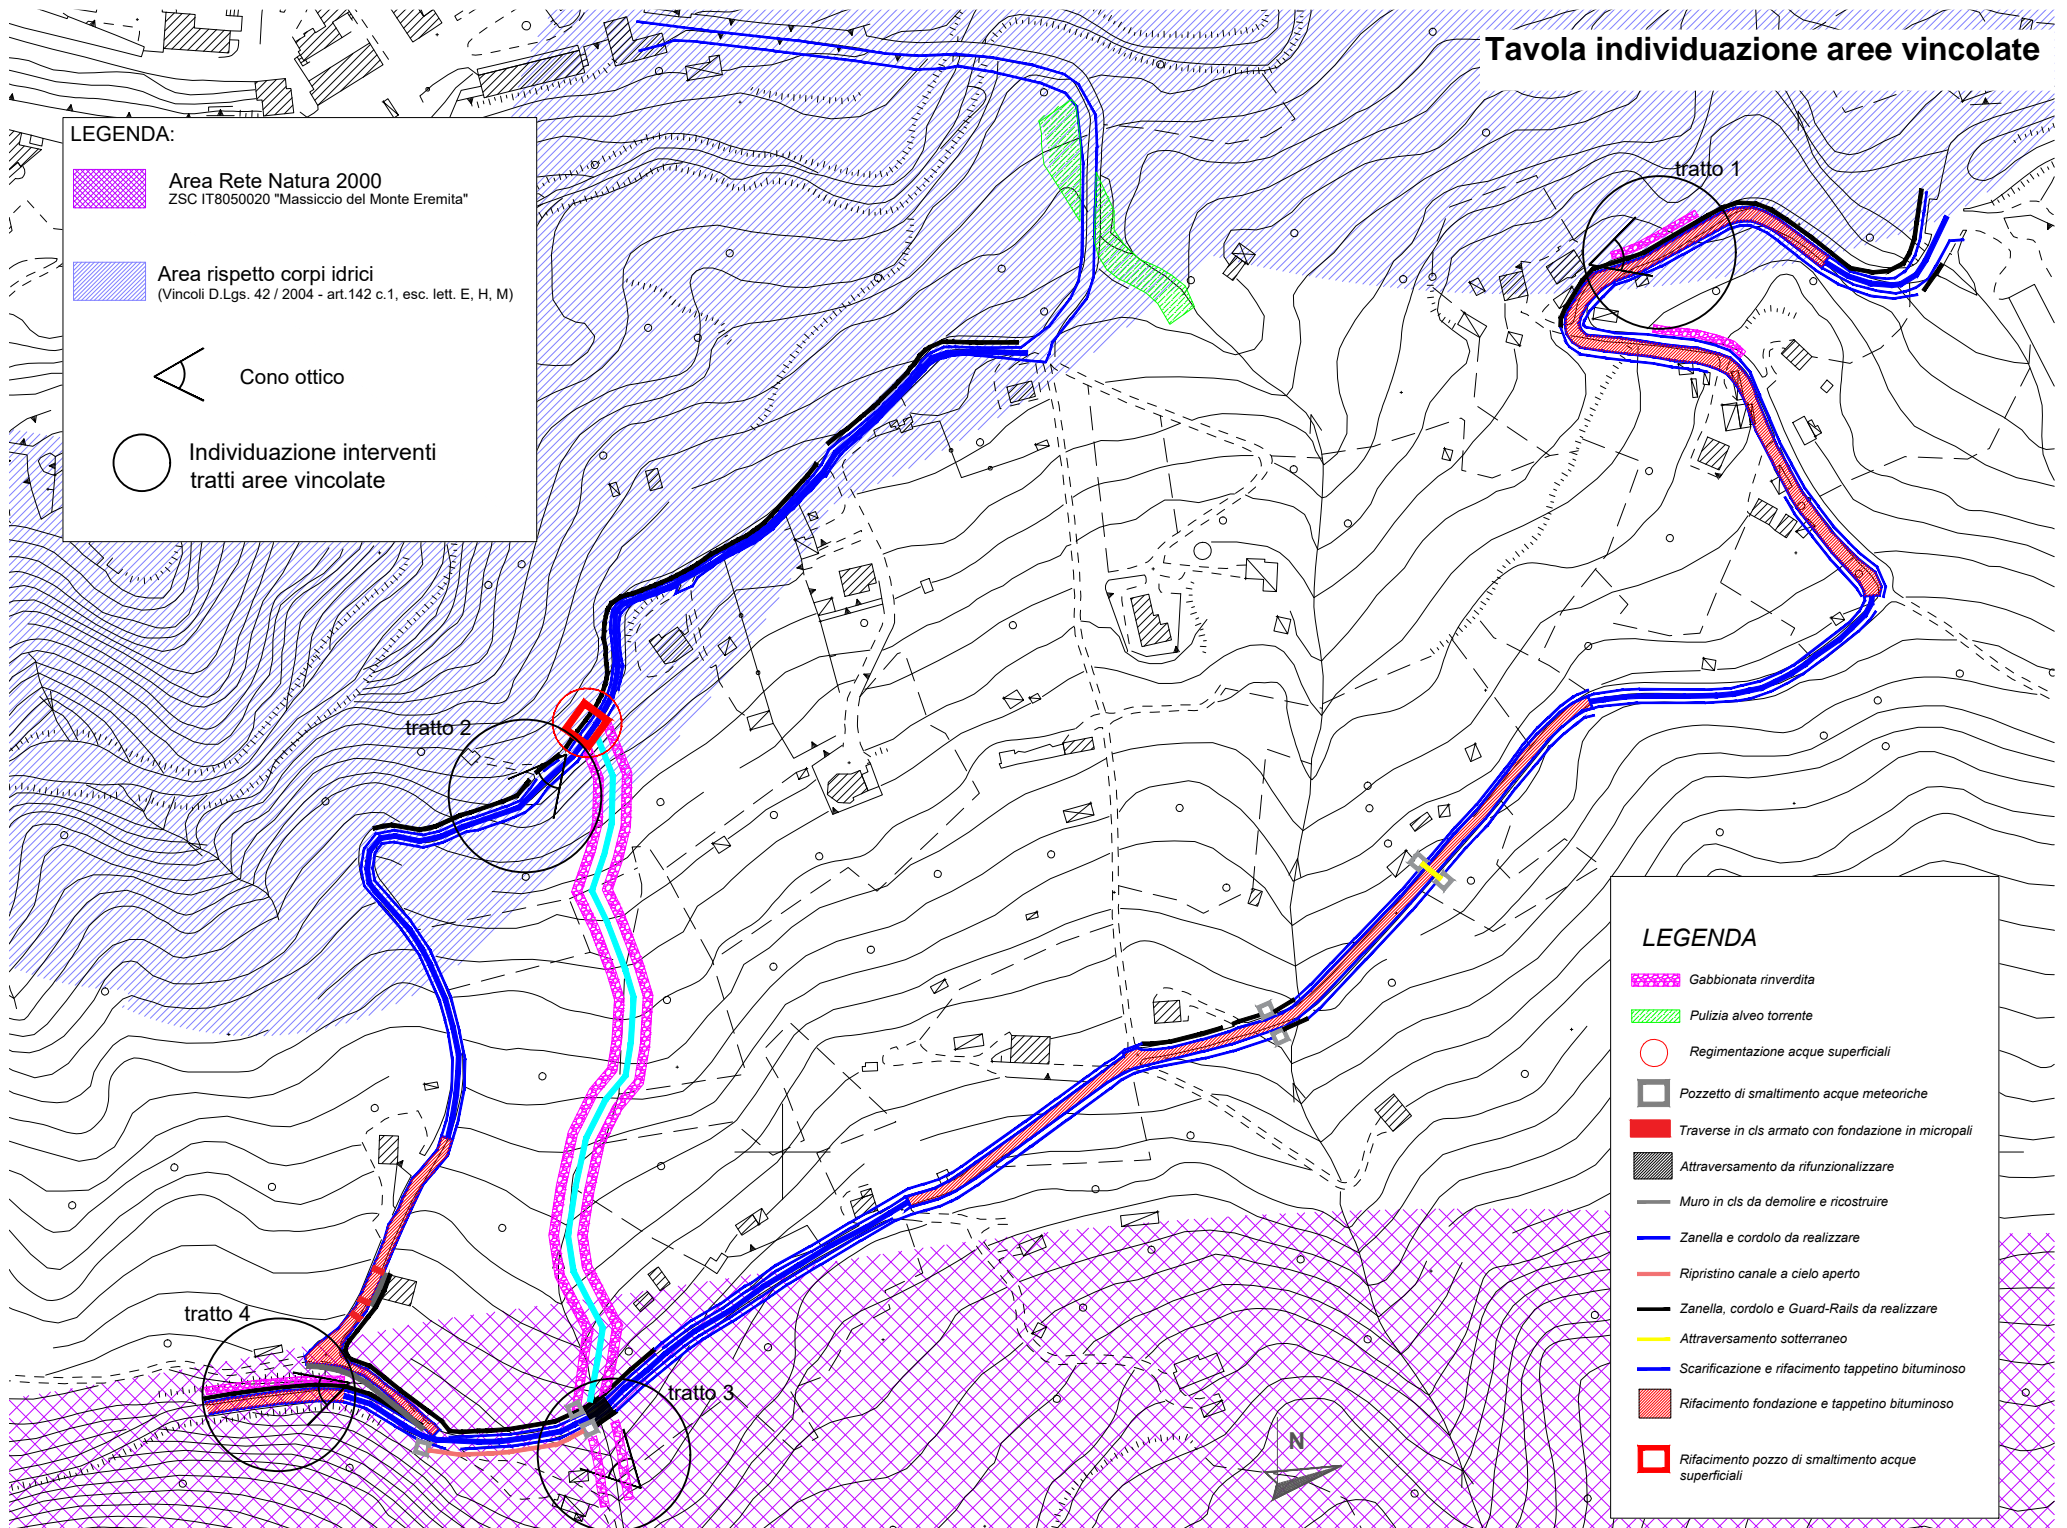 Tavola individuazione aree vincolate
LEGENDA:
Area Rete Natura 2000
ZSC IT8050020 "Massiccio del Monte Eremita"
Area rispetto corpi idrici
(Vincoli D.Lgs. 42 / 2004 - art.142 c.1, esc. lett. E, H, M)
Cono ottico
Individuazione interventi
tratti aree vincolate
tratto 1
tratto 2
tratto 4
tratto 3
N
LEGENDA
Gabbionata rinverdita
Pulizia alveo torrente
Regimentazione acque superficiali
Pozzetto di smaltimento acque meteoriche
Traverse in cls armato con fondazione in micropali
Attraversamento da rifunzionalizzare
Muro in cls da demolire e ricostruire
Zanella e cordolo da realizzare
Ripristino canale a cielo aperto
Zanella, cordolo e Guard-Rails da realizzare
Attraversamento sotterraneo
Scarificazione e rifacimento tappetino bituminoso
Rifacimento fondazione e tappetino bituminoso
Rifacimento pozzo di smaltimento acque
superficiali